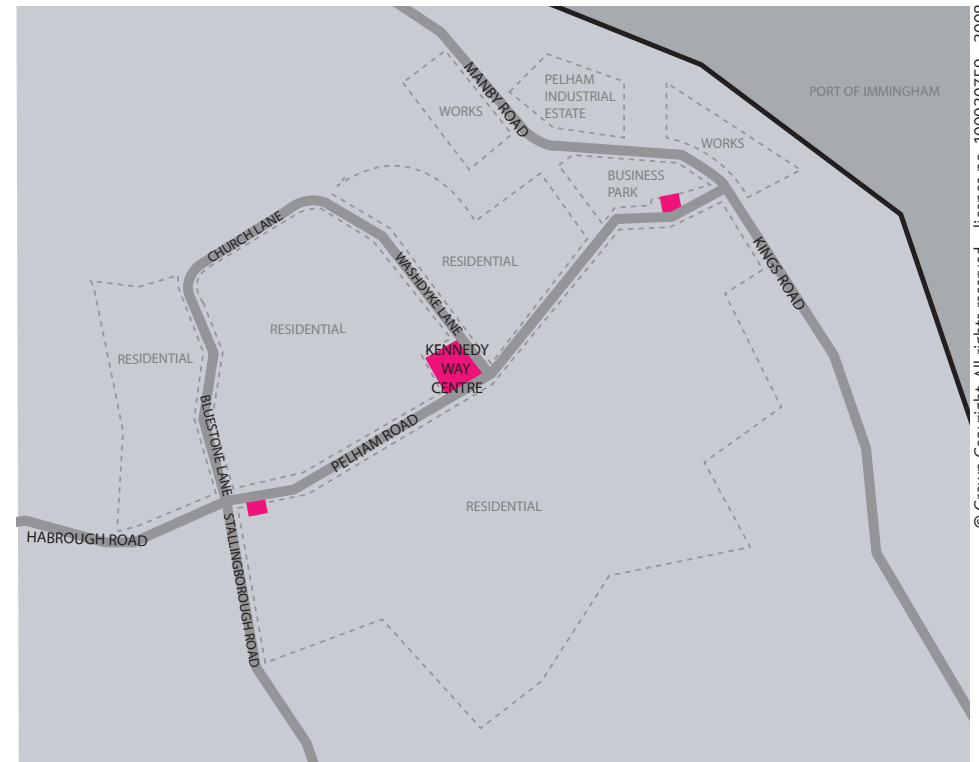 MANBY ROAD
PELHAM
INDUSTRIAL
ESTATE
PORT OF IMMINGHAM
WORKS
WORKS
BUSINESS
PARK
CHURCH LANE
WASHDYKE LANE
RESIDENTIAL
KINGS ROAD
RESIDENTIAL
RESIDENTIAL
KENNEDY
WAY
CENTRE
BLUESTONE LANE
PELHAM ROAD
RESIDENTIAL
HABROUGH ROAD
STALLINGBOROUGH ROAD
© Crown Copyright. All rights reserved